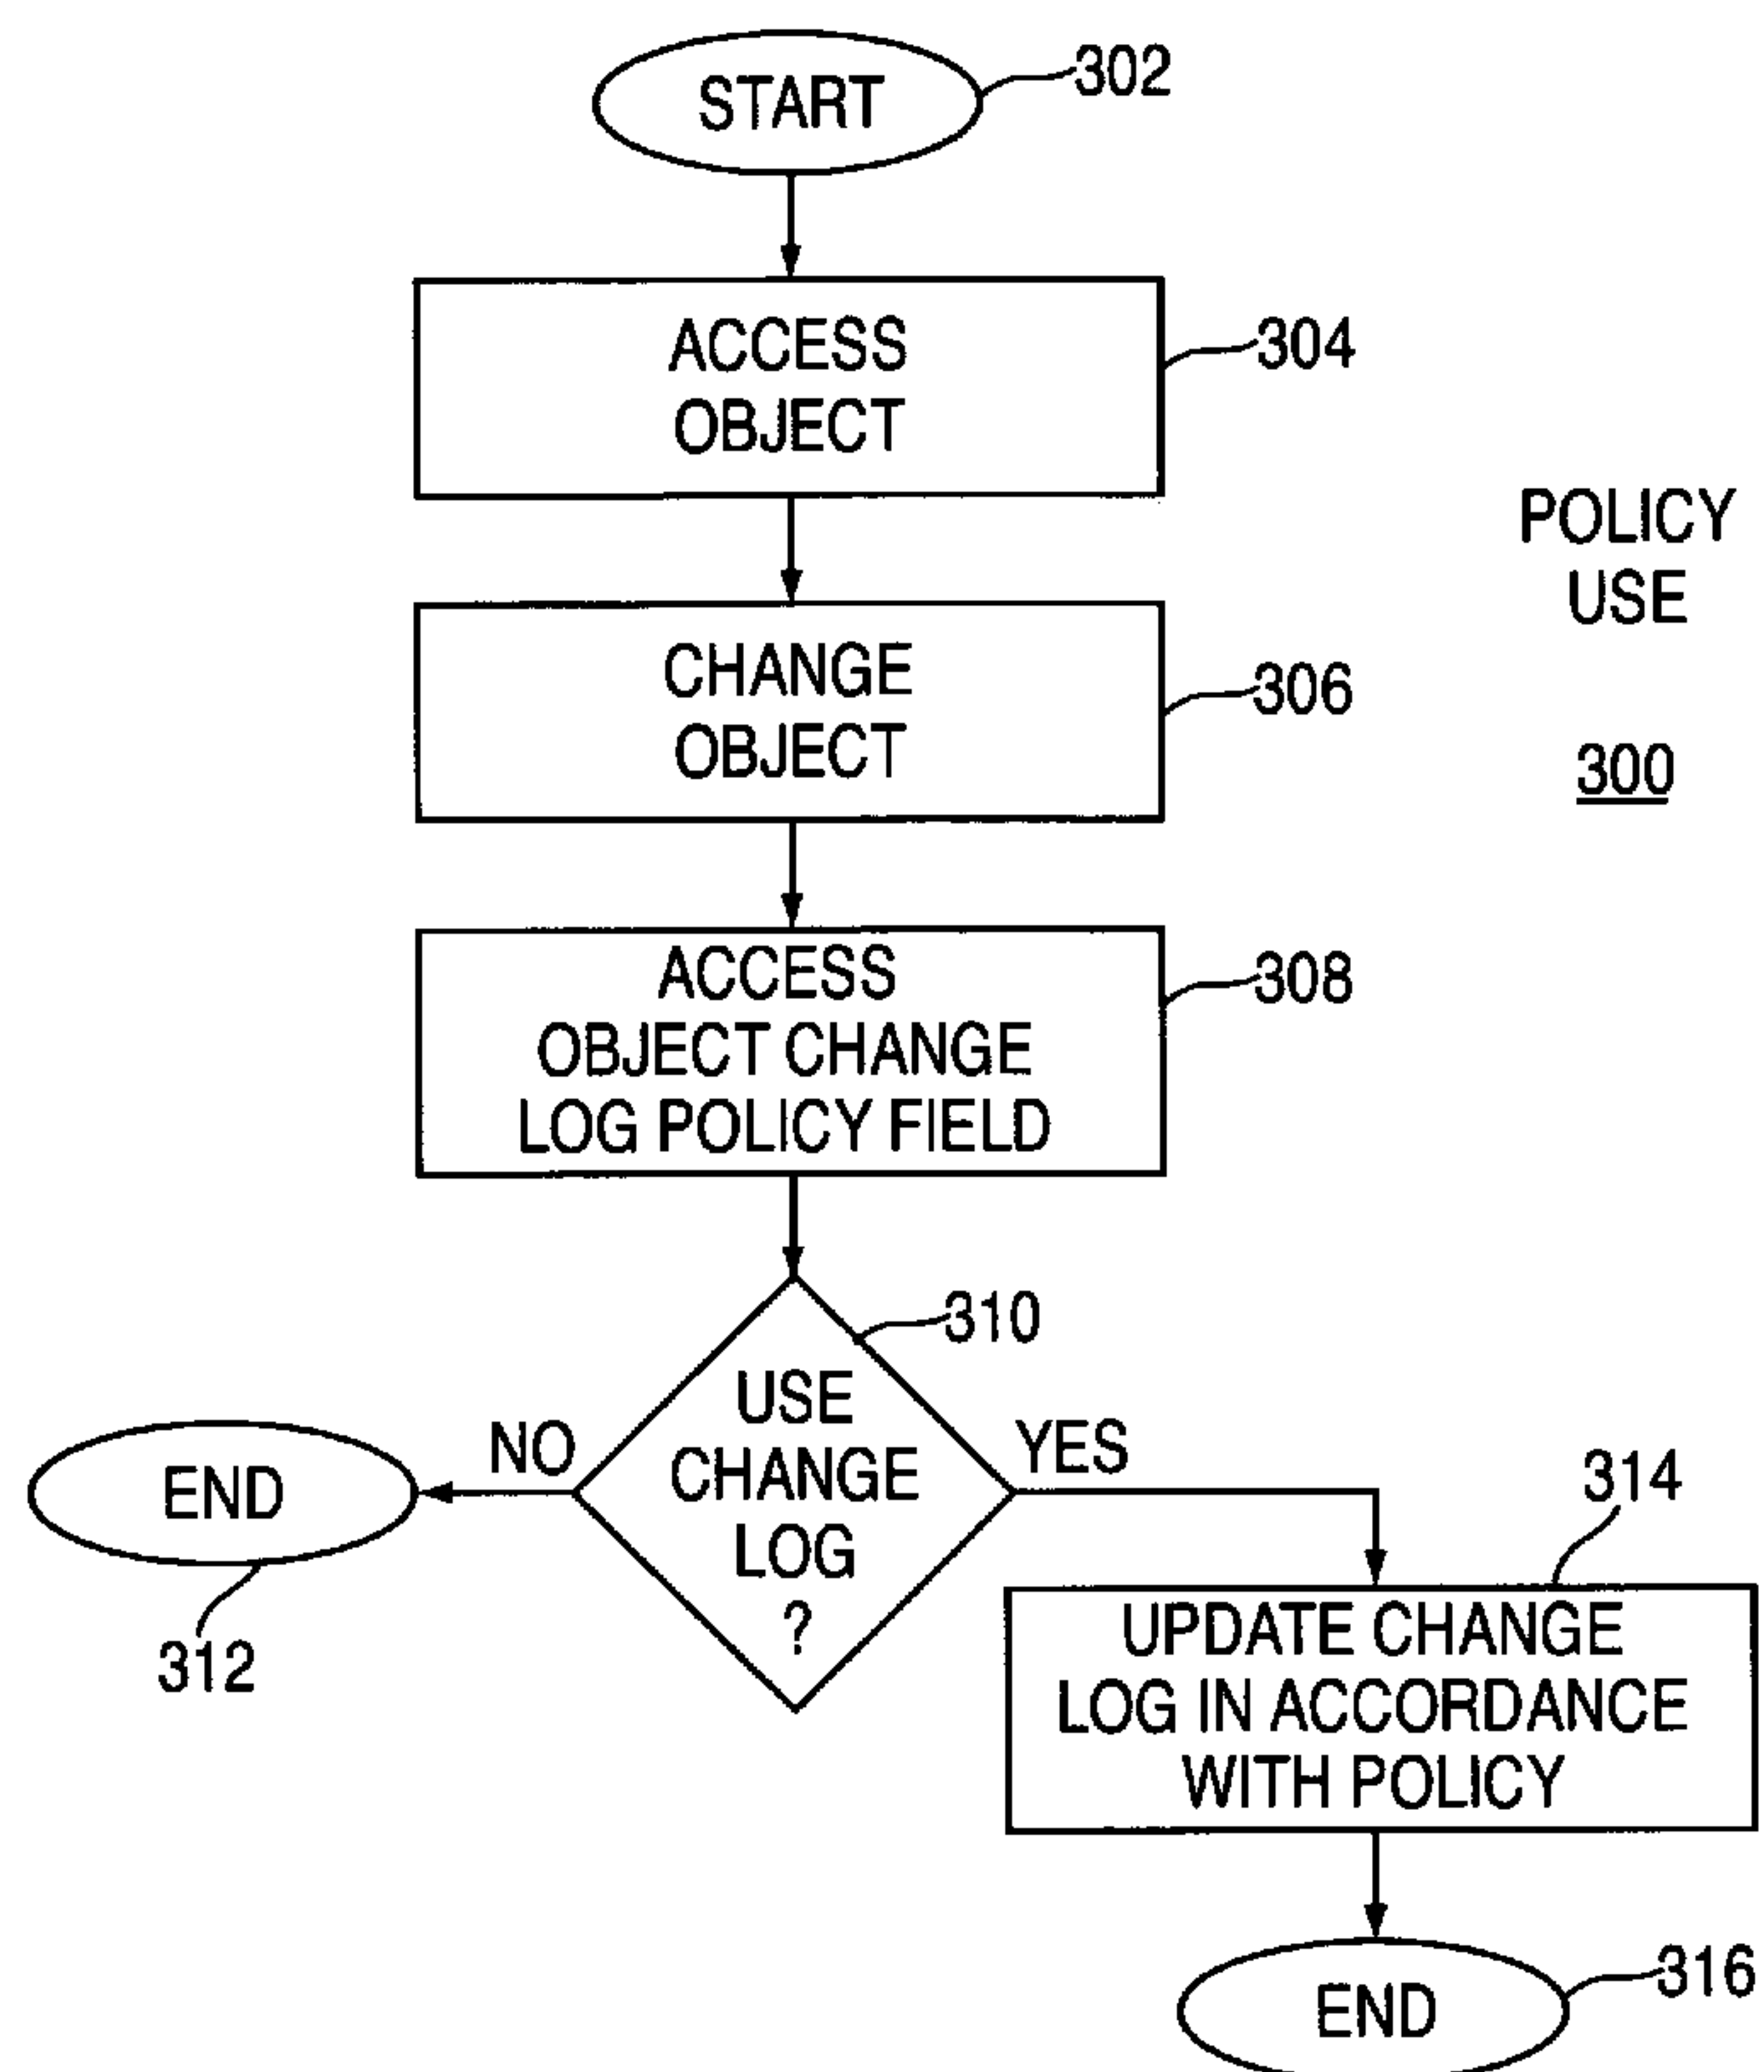 START
302
ACCESS
OBJECT
304
POLICY
USE
300
CHANGE
OBJECT
306
ACCESS
OBJECT CHANGE
LOG POLICY FIELD
308
310
USE
CHANGE
LOG
?
NO
YES
END
312
314
UPDATE CHANGE
LOG IN ACCORDANCE
WITH POLICY
END
316